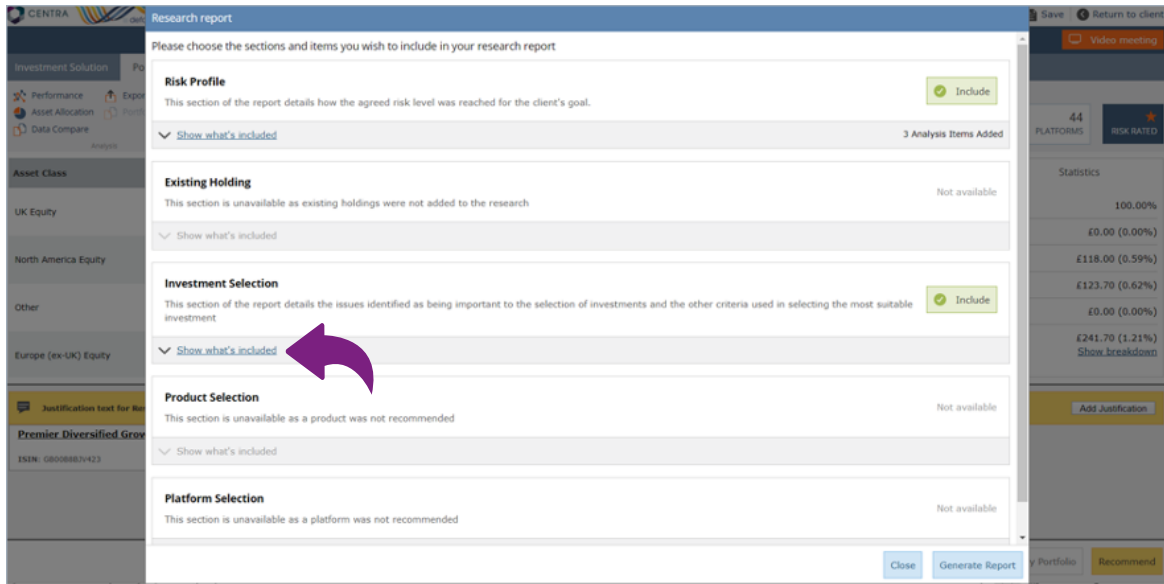 CENTRA
Research report
Save
Return to client
Please choose the sections and items you wish to include in your research report
Video meeting
Investment Solution
Risk Profile
This section of the report details how the agreed risk level was reached for the client's goal.
Include
Show what's included
3 Analysis Items Added
Performance
Asset Allocation
Data Compare
Analysis
44
PLATFORMS
RISK RATED
Asset Class
Existing Holding
This section is unavailable as existing holdings were not added to the research
Not available
Show what's included
Statistics
UK Equity
100.00%
£0.00 (0.00%)
North America Equity
£118.00 (0.59%)
Investment Selection
This section of the report details the issues identified as being important to the selection of investments and the other criteria used in selecting the most suitable
investment
Include
Show what's included
£123.70 (0.62%)
Other
£0.00 (0.00%)
Europe (ex-UK) Equity
£241.70 (1.21%)
Show breakdown
Product Selection
This section is unavailable as a product was not recommended
Not available
Show what's included
Justification text for
Add Justification
Premier Diversified
ISIN:
Platform Selection
This section is unavailable as a platform was not recommended
Not available
Close
Generate Report
Portfolio
Recommend